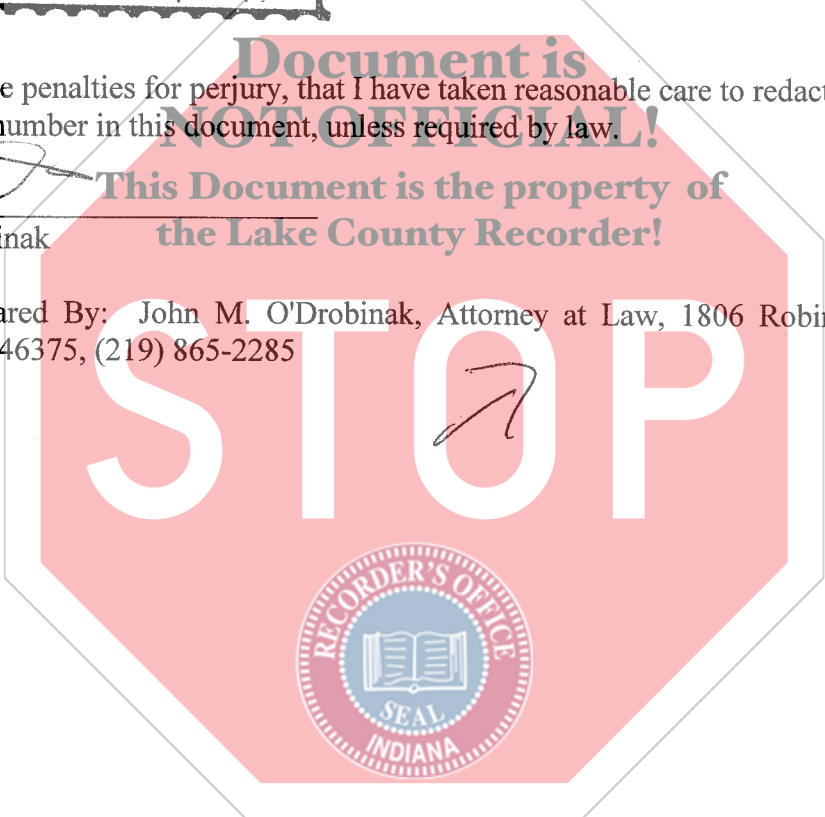 Document is
e penalties for perjury, that I have taken reasonable care to redact
number in this document, unless required by law.
NOT OFFICIAL!
This Document is the property of
inak
the Lake County Recorder!
ared By: John M. O'Drobinak, Attorney at Law, 1806 Robin
46375, (219) 865-2285
STOP
RECORDER'S OFFICE
SEAL
INDIANA